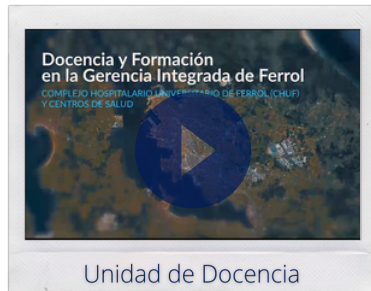 Docencia y Formación
en la Gerencia Integrada de Ferrol
COMPLEJO HOSPITALARIO UNIVERSITARIO DE FERROL (CHUF)
Y CENTROS DE SALUD
Unidad de Docencia